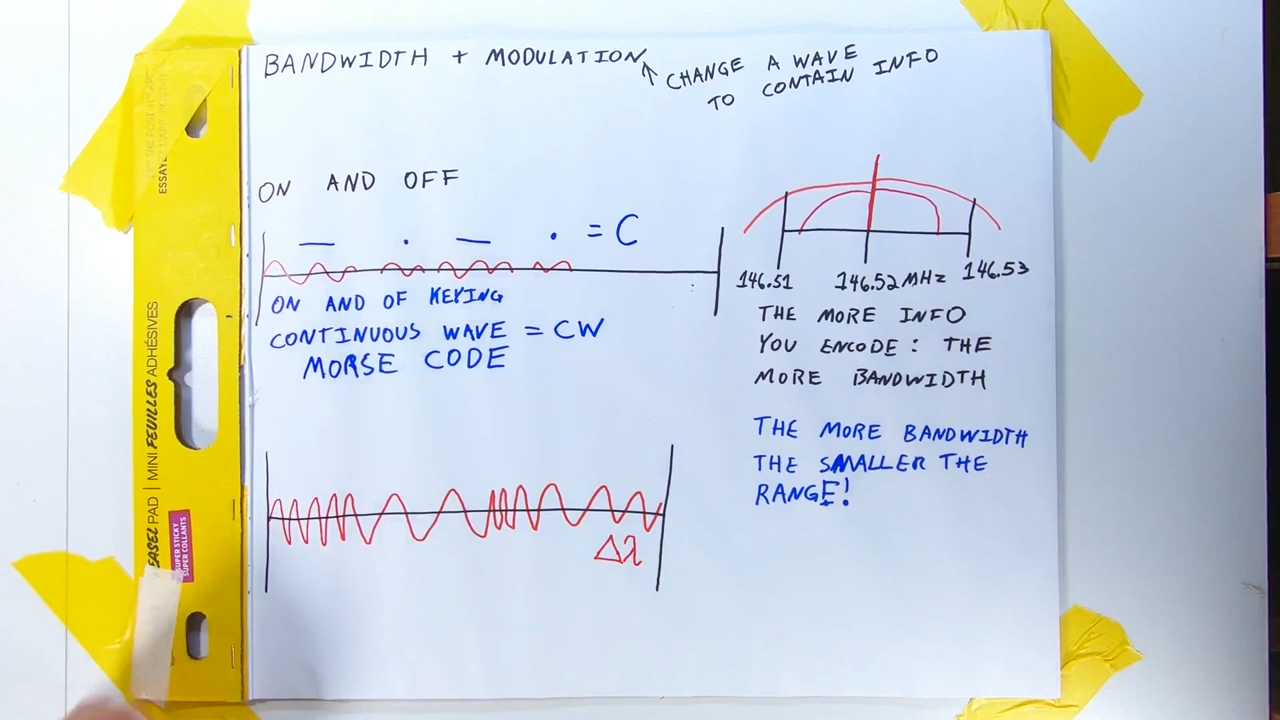 BANDWIDTH + MODULATION
↑ CHANGE A WAVE
TO CONTAIN INFO
ON AND OFF
— . — . = C
ON AND OF KEYING
CONTINUOUS WAVE = CW
MORSE CODE
146.51 146.52 MHz 146.53
THE MORE INFO
YOU ENCODE: THE
MORE BANDWIDTH
THE MORE BANDWIDTH
THE SMALLER THE
RANGE!
Δλ
EASEL PAD | MINI FEUILLES ADHÉSIVES
SUPER STICKY
SUPER COLLANTS